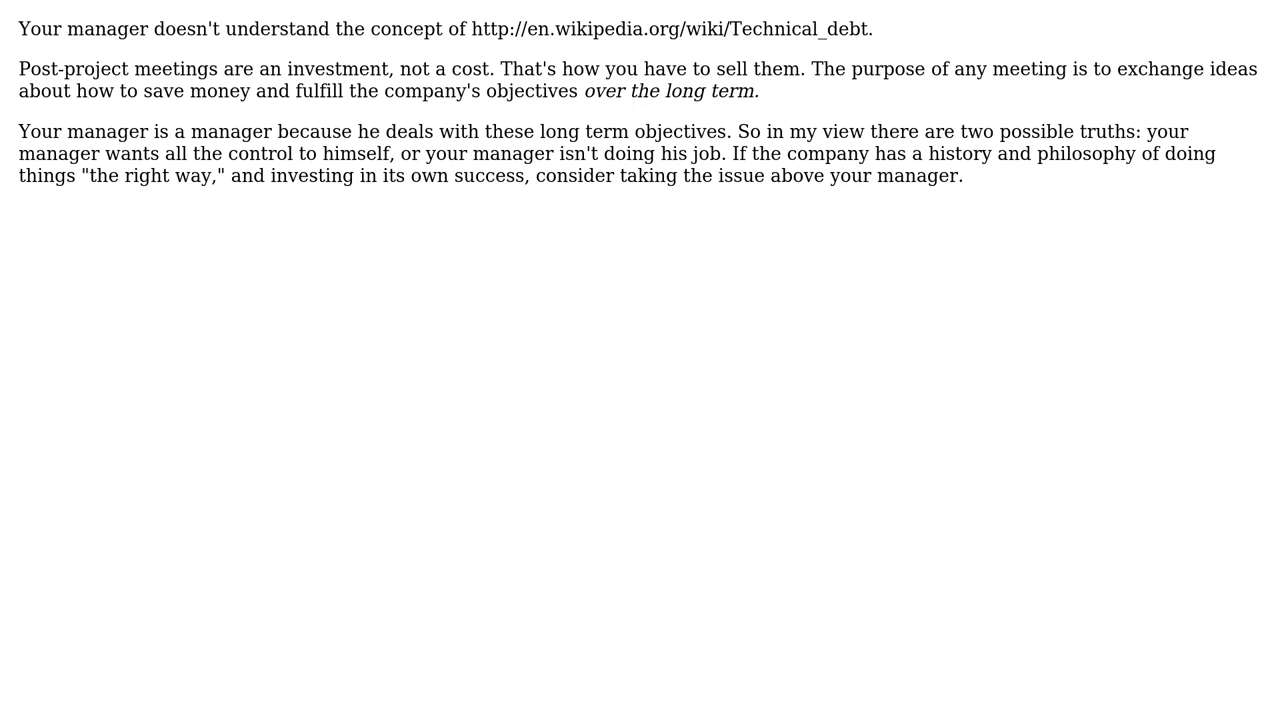 Your manager doesn't understand the concept of http://en.wikipedia.org/wiki/Technical_debt.
Post-project meetings are an investment, not a cost. That's how you have to sell them. The purpose of any meeting is to exchange ideas
about how to save money and fulfill the company's objectives over the long term.
Your manager is a manager because he deals with these long term objectives. So in my view there are two possible truths: your
manager wants all the control to himself, or your manager isn't doing his job. If the company has a history and philosophy of doing
things "the right way," and investing in its own success, consider taking the issue above your manager.